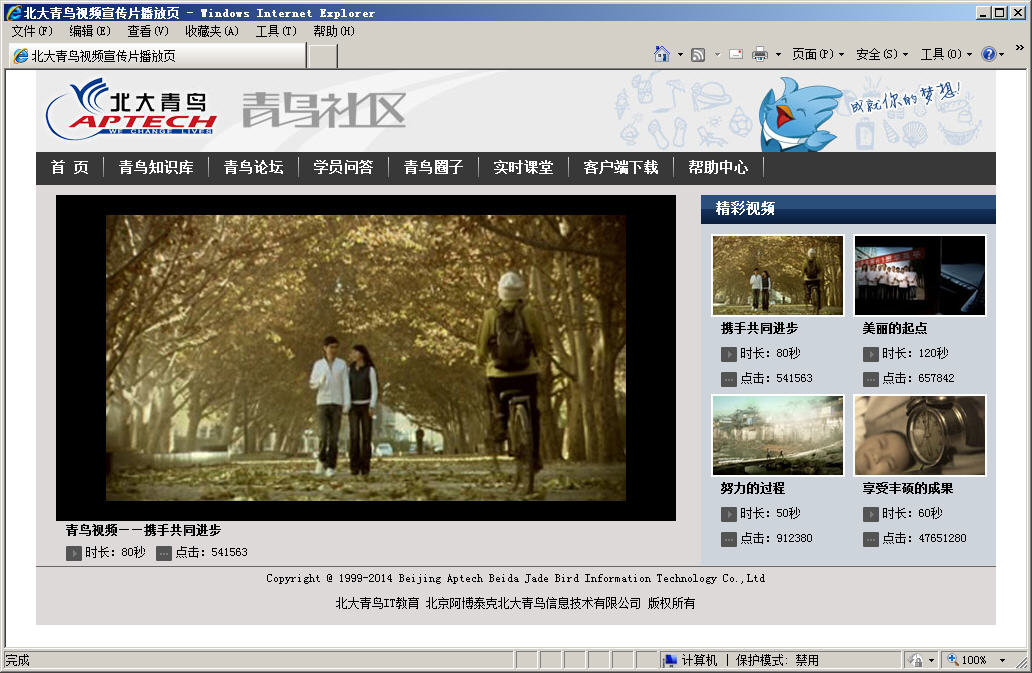 北大青鸟视频宣传片播放页 - Windows Internet Explorer
文件(F) 编辑(E) 查看(V) 收藏夹(A) 工具(T) 帮助(H)
北大青鸟视频宣传片播放页
页面(P) 安全(S) 工具(O)
北大青鸟
APTECH
WE CHANGE LIVES
青鸟社区
成就你的梦想!
首 页 青鸟知识库 青鸟论坛 学员问答 青鸟圈子 实时课堂 客户端下载 帮助中心
青鸟视频－－携手共同进步
时长: 80秒 点击: 541563
精彩视频
携手共同进步
时长: 80秒
点击: 541563
美丽的起点
时长: 120秒
点击: 657842
努力的过程
时长: 50秒
点击: 912380
享受丰硕的成果
时长: 60秒
点击: 47651280
Copyright @ 1999-2014 Beijing Aptech Beida Jade Bird Information Technology Co.,Ltd
北大青鸟IT教育 北京阿博泰克北大青鸟信息技术有限公司 版权所有
完成
计算机 | 保护模式: 禁用
100%